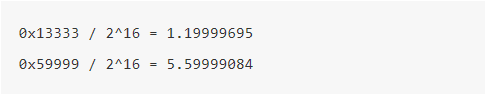 0x13333 / 2^16 = 1.19999695
0x59999 / 2^16 = 5.59999084